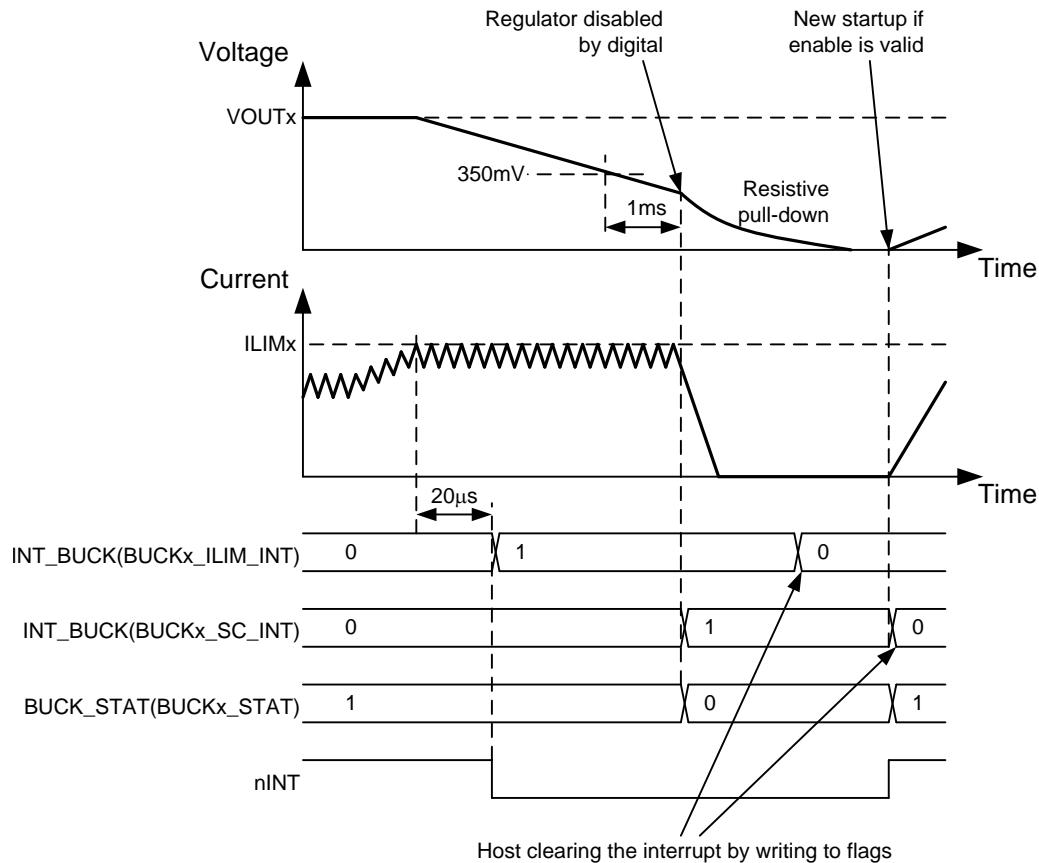 Regulator disabled
by digital
New startup if
enable is valid
Voltage
VOUTx
350mV
1ms
Resistive
pull-down
Time
Current
ILIMx
Time
20μs
INT_BUCK(BUCKx_ILIM_INT)
0 1 0
INT_BUCK(BUCKx_SC_INT)
0 1 0
BUCK_STAT(BUCKx_STAT)
1 0 1
nINT
Host clearing the interrupt by writing to flags